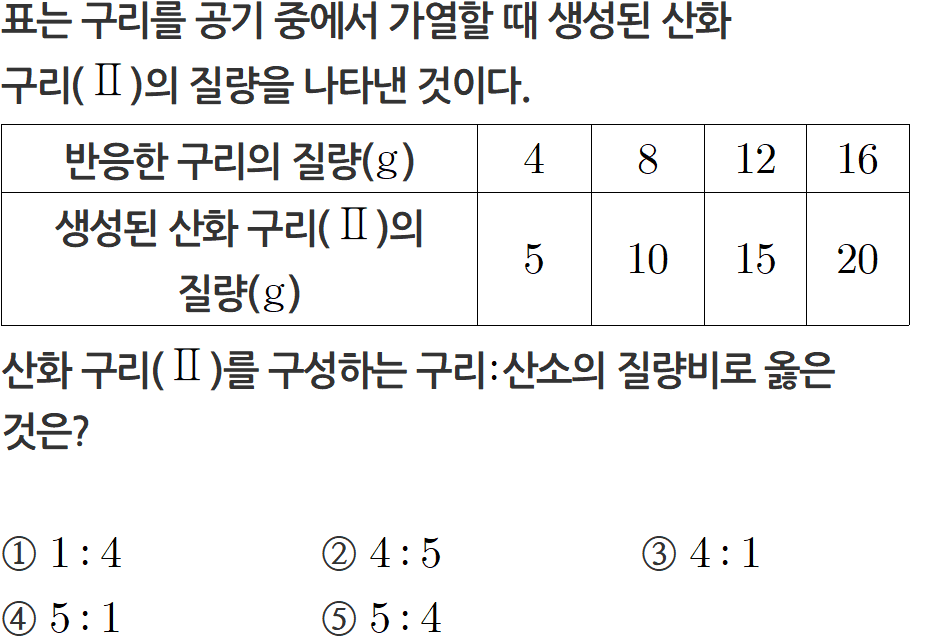 표는 구리를 공기 중에서 가열할 때 생성된 산화
구리(Ⅱ)의 질량을 나타낸 것이다.
반응한 구리의 질량(g) 4 8 12 16
생성된 산화 구리(Ⅱ)의
질량(g) 5 10 15 20
산화 구리(Ⅱ)를 구성하는 구리:산소의 질량비로 옳은
것은?
① 1 : 4 ② 4 : 5 ③ 4 : 1
④ 5 : 1 ⑤ 5 : 4